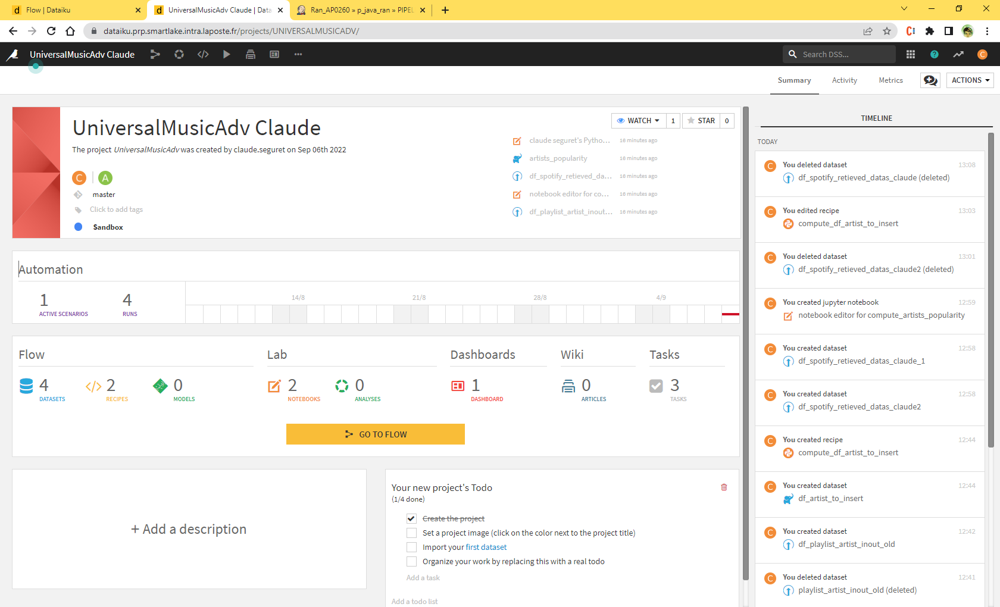 Flow | Dataiku
UniversalMusicAdv Claude | Data
Ran_AP0260 » p_java_ran » PIPEL
dataiku.prp.smartlake.intra.laposte.fr/projects/UNIVERSALMUSICADV/
UniversalMusicAdv Claude
Search DSS...
C
Summary
Activity
Metrics
ACTIONS
UniversalMusicAdv Claude
The project UniversalMusicAdv was created by claude.seguret on Sep 06th 2022
C
A
master
Click to add tags
Sandbox
WATCH
1
STAR
0
claude seguret's Pytho... 16 minutes ago
artists_popularity 16 minutes ago
df_spotify_retieved_da... 16 minutes ago
notebook editor for co... 16 minutes ago
df_playlist_artist_inout... 16 minutes ago
Automation
1
ACTIVE SCENARIOS
4
RUNS
14/8
21/8
28/8
4/9
Flow
4
DATASETS
2
RECIPES
0
MODELS
Lab
2
NOTEBOOKS
0
ANALYSES
Dashboards
1
DASHBOARD
Wiki
0
ARTICLES
Tasks
3
TASKS
GO TO FLOW
+ Add a description
Your new project's Todo
(1/4 done)
Create the project
Set a project image (click on the color next to the project title)
Import your first dataset
Organize your work by replacing this with a real todo
Add a task
Add a todo list
TIMELINE
TODAY
C You deleted dataset 13:08
df_spotify_retieved_datas_claude (deleted)
C You edited recipe 13:03
compute_df_artist_to_insert
C You deleted dataset 13:01
df_spotify_retieved_datas_claude2 (deleted)
C You created jupyter notebook 12:59
notebook editor for compute_artists_popularity
C You created dataset 12:58
df_spotify_retieved_datas_claude_1
C You created dataset 12:58
df_spotify_retieved_datas_claude2
C You created recipe 12:44
compute_df_artist_to_insert
C You created dataset 12:44
df_artist_to_insert
C You created dataset 12:42
df_playlist_artist_inout_old
C You deleted dataset 12:41
playlist_artist_inout_old (deleted)